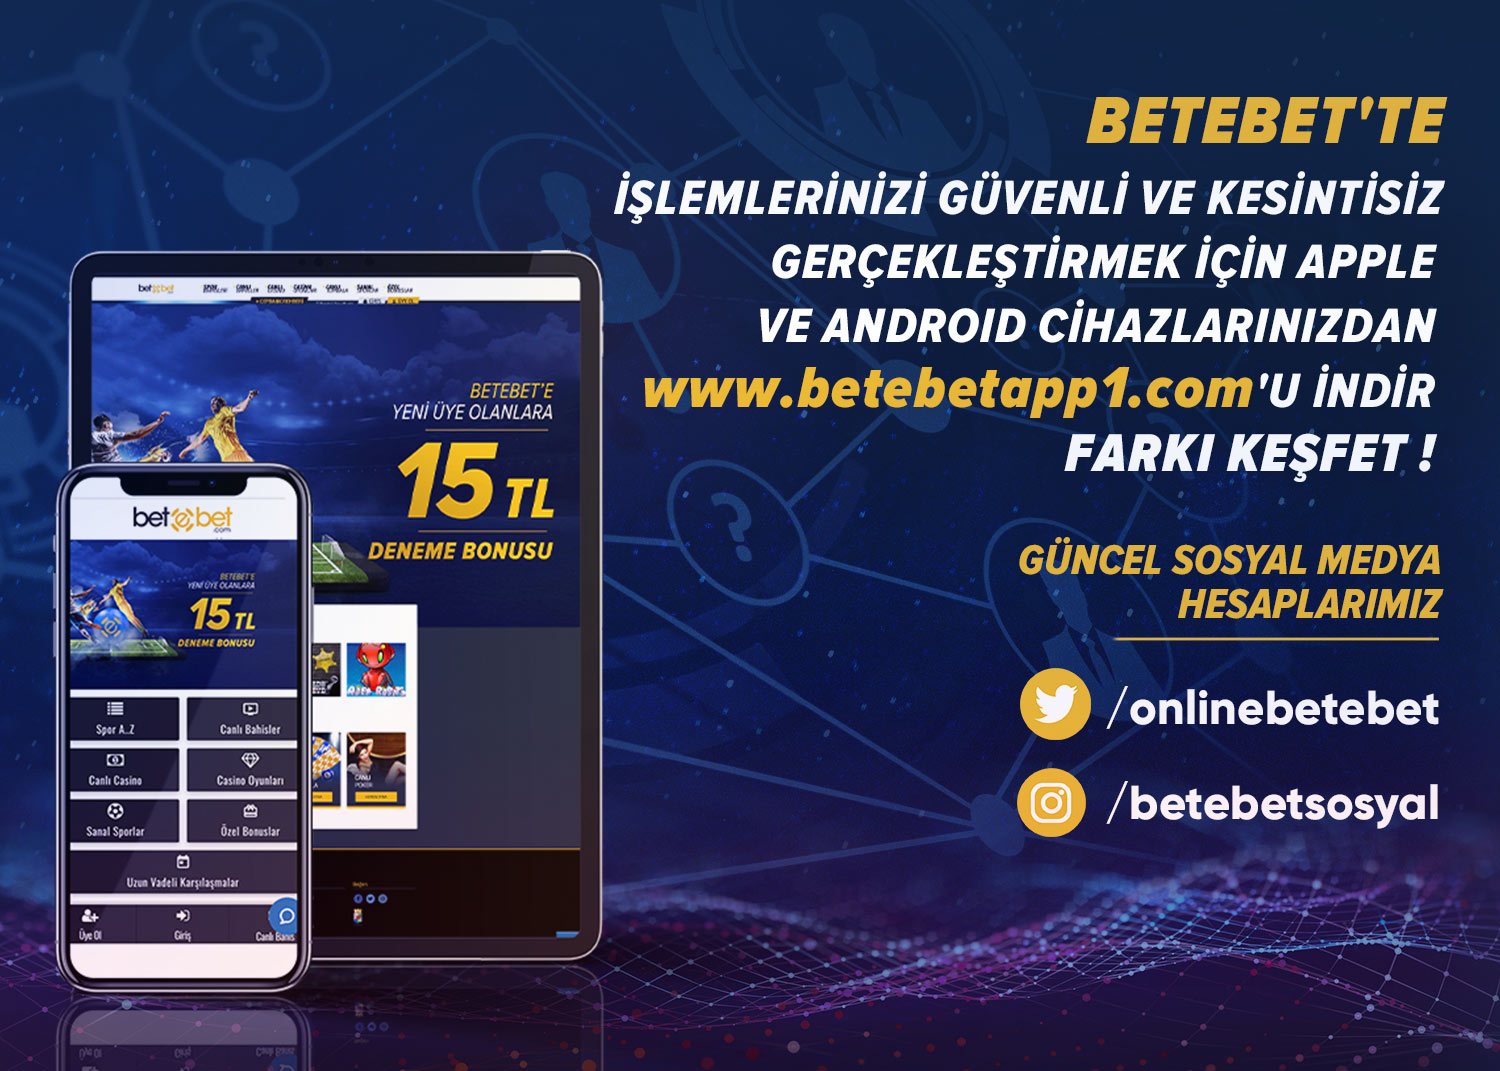 BETEBET'TE
İŞLEMLERİNİZİ GÜVENLİ VE KESİNTİSİZ
GERÇEKLEŞTİRMEK İÇİN APPLE
VE ANDROID CİHAZLARINIZDAN
www.betebetapp1.com'U İNDİR
FARKI KEŞFET !
GÜNCEL SOSYAL MEDYA
HESAPLARIMIZ
/onlinebetebet
/betebetsosyal
betebet
BETEBET'E
YENİ ÜYE OLANLARA
15 TL
DENEME BONUSU
CANLI
POKER
betebet
.com
BETEBET'E
YENİ ÜYE OLANLARA
15 TL
DENEME BONUSU
Spor A..Z
Canlı Bahisler
Canlı Casino
Casino Oyunları
Sanal Sporlar
Özel Bonuslar
Uzun Vadeli Karşılaşmalar
Üye Ol
Giriş
Canlı